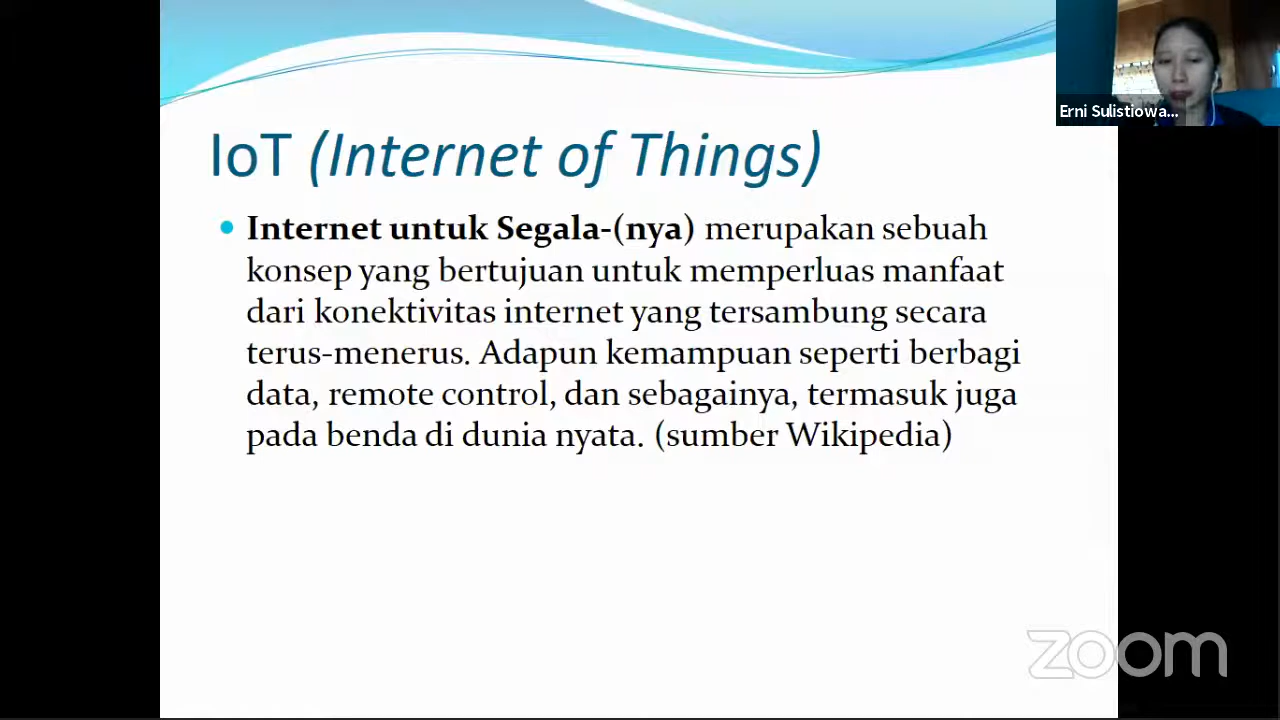 Erni Sulistiowa...
IoT (Internet of Things)
Internet untuk Segala-(nya) merupakan sebuah
konsep yang bertujuan untuk memperluas manfaat
dari konektivitas internet yang tersambung secara
terus-menerus. Adapun kemampuan seperti berbagi
data, remote control, dan sebagainya, termasuk juga
pada benda di dunia nyata. (sumber Wikipedia)
zoom